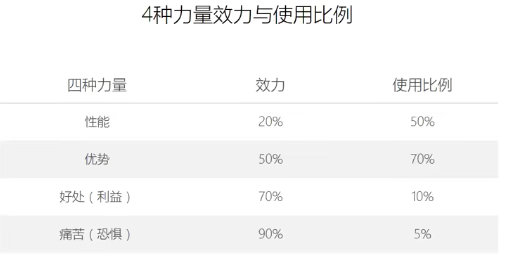 4种力量效力与使用比例
四种力量 效力 使用比例
性能 20% 50%
优势 50% 70%
好处（利益） 70% 10%
痛苦（恐惧） 90% 5%